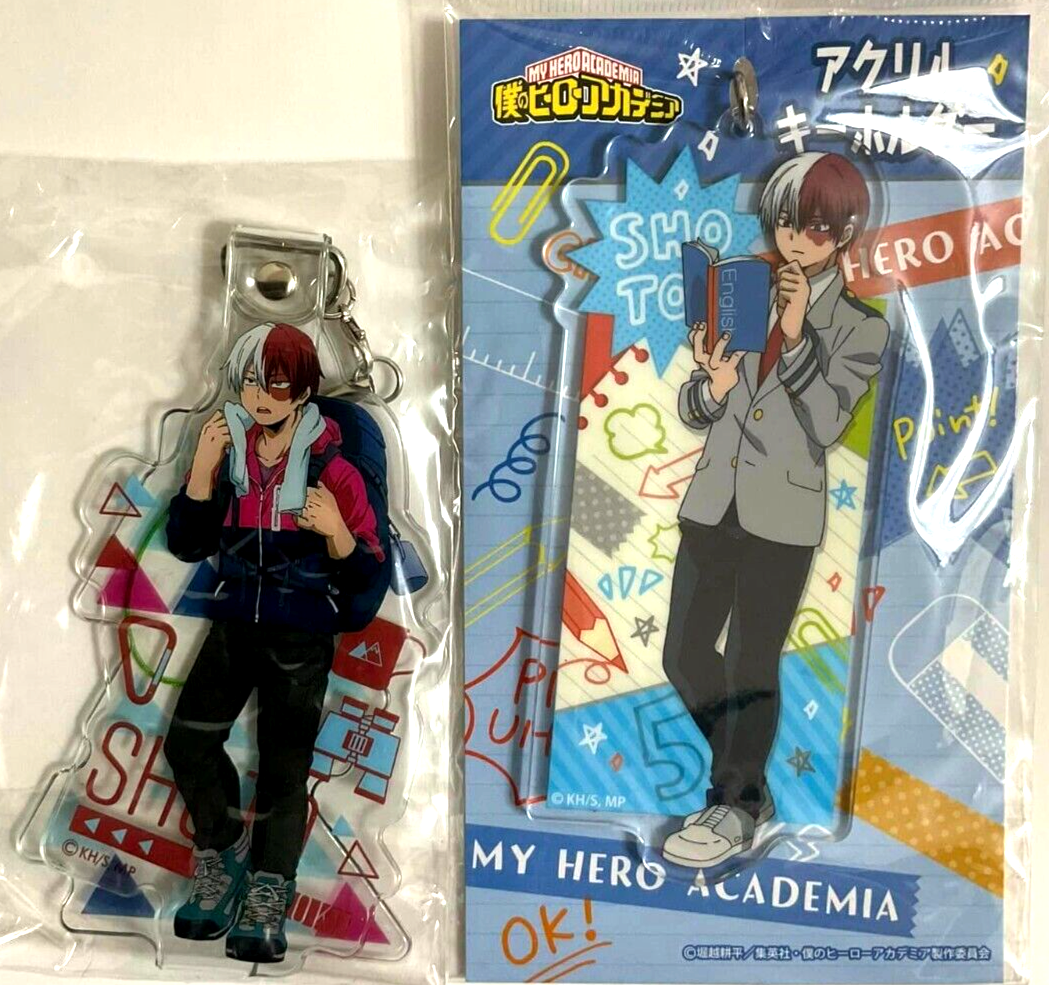 MY HERO ACADEMIA
僕のヒーローアカデミア
アクリル
キーホルダー
SHO
TO
English
HERO AC
Point!
5
© KH/S, MP
MY HERO ACADEMIA
OK!
©堀越耕平/集英社・僕のヒーローアカデミア製作委員会
SH
© KH/S, MP